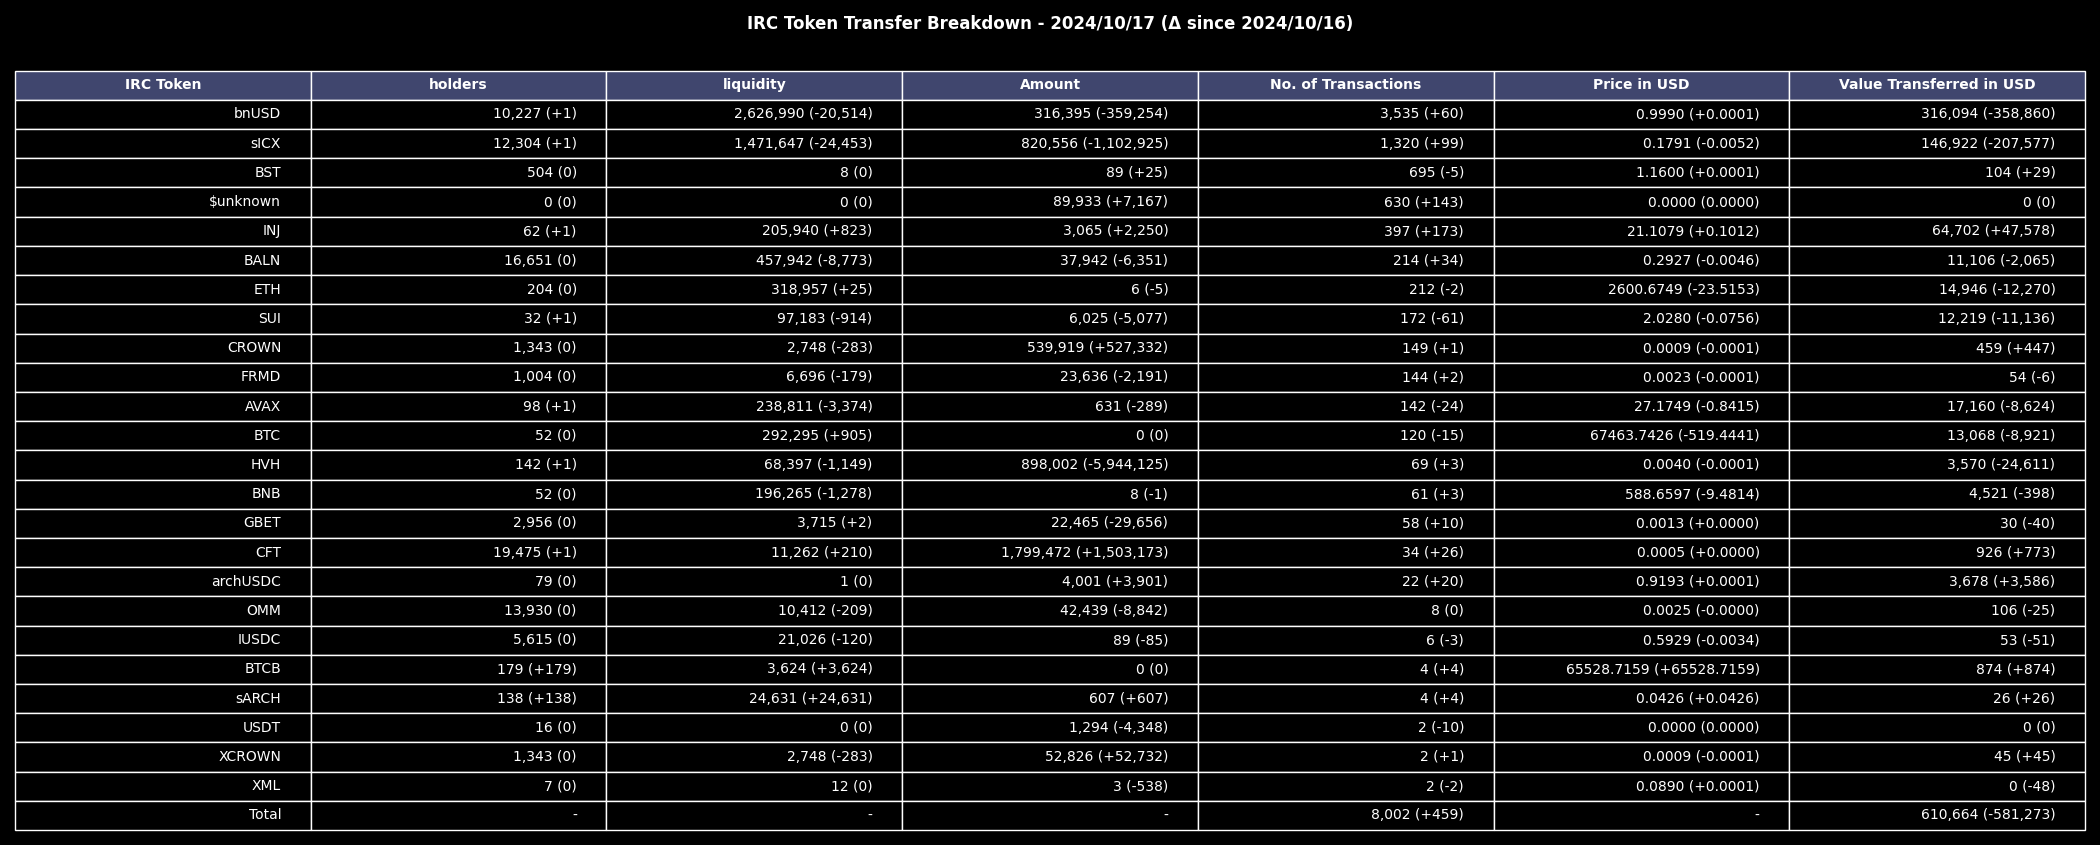 IRC Token Transfer Breakdown - 2024/10/17 (Δ since 2024/10/16)
IRC Token holders liquidity Amount No. of Transactions Price in USD Value Transferred in USD
bnUSD 10,227 (+1) 2,626,990 (-20,514) 316,395 (-359,254) 3,535 (+60) 0.9990 (+0.0001) 316,094 (-358,860)
sICX 12,304 (+1) 1,471,647 (-24,453) 820,556 (-1,102,925) 1,320 (+99) 0.1791 (-0.0052) 146,922 (-207,577)
BST 504 (0) 8 (0) 89 (+25) 695 (-5) 1.1600 (+0.0001) 104 (+29)
$unknown 0 (0) 0 (0) 89,933 (+7,167) 630 (+143) 0.0000 (0.0000) 0 (0)
INJ 62 (+1) 205,940 (+823) 3,065 (+2,250) 397 (+173) 21.1079 (+0.1012) 64,702 (+47,578)
BALN 16,651 (0) 457,942 (-8,773) 37,942 (-6,351) 214 (+34) 0.2927 (-0.0046) 11,106 (-2,065)
ETH 204 (0) 318,957 (+25) 6 (-5) 212 (-2) 2600.6749 (-23.5153) 14,946 (-12,270)
SUI 32 (+1) 97,183 (-914) 6,025 (-5,077) 172 (-61) 2.0280 (-0.0756) 12,219 (-11,136)
CROWN 1,343 (0) 2,748 (-283) 539,919 (+527,332) 149 (+1) 0.0009 (-0.0001) 459 (+447)
FRMD 1,004 (0) 6,696 (-179) 23,636 (-2,191) 144 (+2) 0.0023 (-0.0001) 54 (-6)
AVAX 98 (+1) 238,811 (-3,374) 631 (-289) 142 (-24) 27.1749 (-0.8415) 17,160 (-8,624)
BTC 52 (0) 292,295 (+905) 0 (0) 120 (-15) 67463.7426 (-519.4441) 13,068 (-8,921)
HVH 142 (+1) 68,397 (-1,149) 898,002 (-5,944,125) 69 (+3) 0.0040 (-0.0001) 3,570 (-24,611)
BNB 52 (0) 196,265 (-1,278) 8 (-1) 61 (+3) 588.6597 (-9.4814) 4,521 (-398)
GBET 2,956 (0) 3,715 (+2) 22,465 (-29,656) 58 (+10) 0.0013 (+0.0000) 30 (-40)
CFT 19,475 (+1) 11,262 (+210) 1,799,472 (+1,503,173) 34 (+26) 0.0005 (+0.0000) 926 (+773)
archUSDC 79 (0) 1 (0) 4,001 (+3,901) 22 (+20) 0.9193 (+0.0001) 3,678 (+3,586)
OMM 13,930 (0) 10,412 (-209) 42,439 (-8,842) 8 (0) 0.0025 (-0.0000) 106 (-25)
IUSDC 5,615 (0) 21,026 (-120) 89 (-85) 6 (-3) 0.5929 (-0.0034) 53 (-51)
BTCB 179 (+179) 3,624 (+3,624) 0 (0) 4 (+4) 65528.7159 (+65528.7159) 874 (+874)
sARCH 138 (+138) 24,631 (+24,631) 607 (+607) 4 (+4) 0.0426 (+0.0426) 26 (+26)
USDT 16 (0) 0 (0) 1,294 (-4,348) 2 (-10) 0.0000 (0.0000) 0 (0)
XCROWN 1,343 (0) 2,748 (-283) 52,826 (+52,732) 2 (+1) 0.0009 (-0.0001) 45 (+45)
XML 7 (0) 12 (0) 3 (-538) 2 (-2) 0.0890 (+0.0001) 0 (-48)
Total - - - 8,002 (+459) - 610,664 (-581,273)